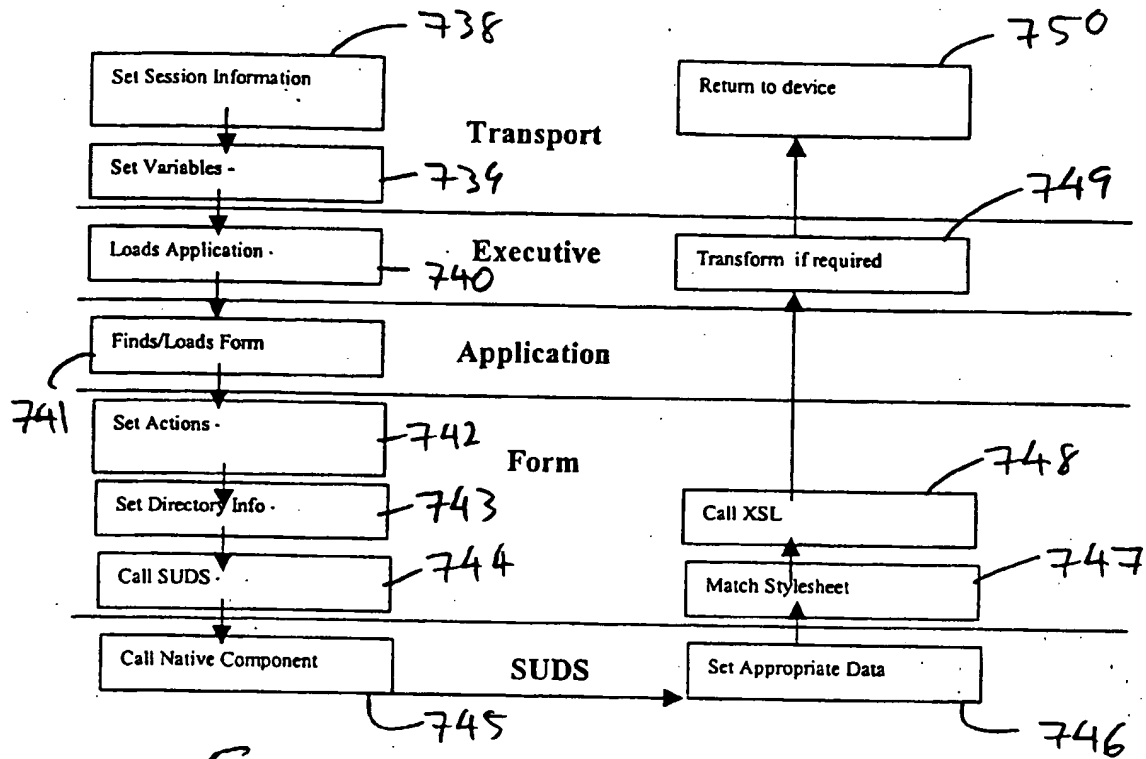 738
750
Set Session Information
Return to device
Transport
Set Variables -
739
749
Loads Application -
Executive
Transform if required
740
Finds/Loads Form
Application
741
Set Actions -
742
Form
748
Set Directory Info -
743
Call XSL
Call SUDS -
744
Match Stylesheet
747
Call Native Component
SUDS
Set Appropriate Data
745
746